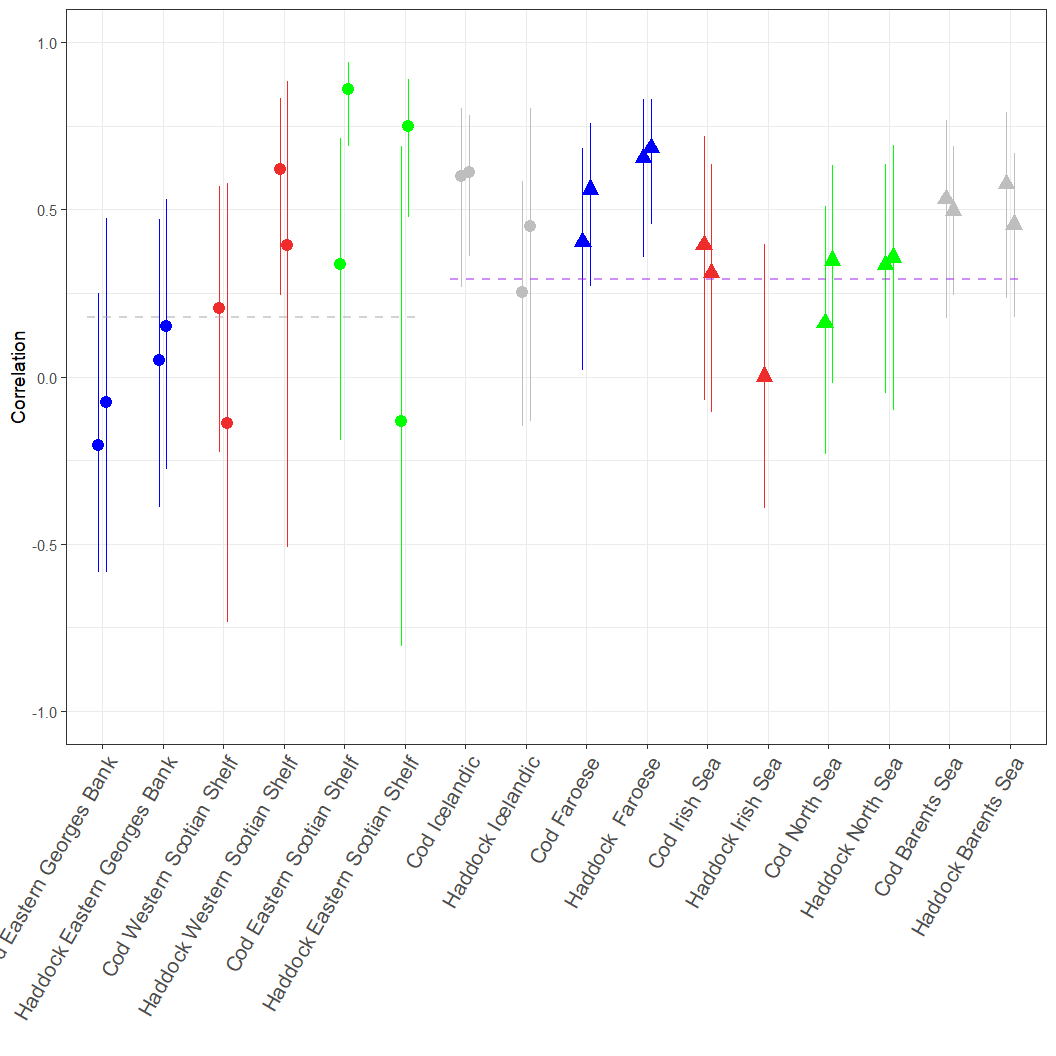 1.0
0.5
0.0
-0.5
-1.0
Correlation
Eastern Georges Bank
Haddock Eastern Georges Bank
Cod Western Scotian Shelf
Haddock Western Scotian Shelf
Cod Eastern Scotian Shelf
Haddock Eastern Scotian Shelf
Cod Icelandic
Haddock Icelandic
Cod Faroese
Haddock Faroese
Cod Irish Sea
Haddock Irish Sea
Cod North Sea
Haddock North Sea
Cod Barents Sea
Haddock Barents Sea